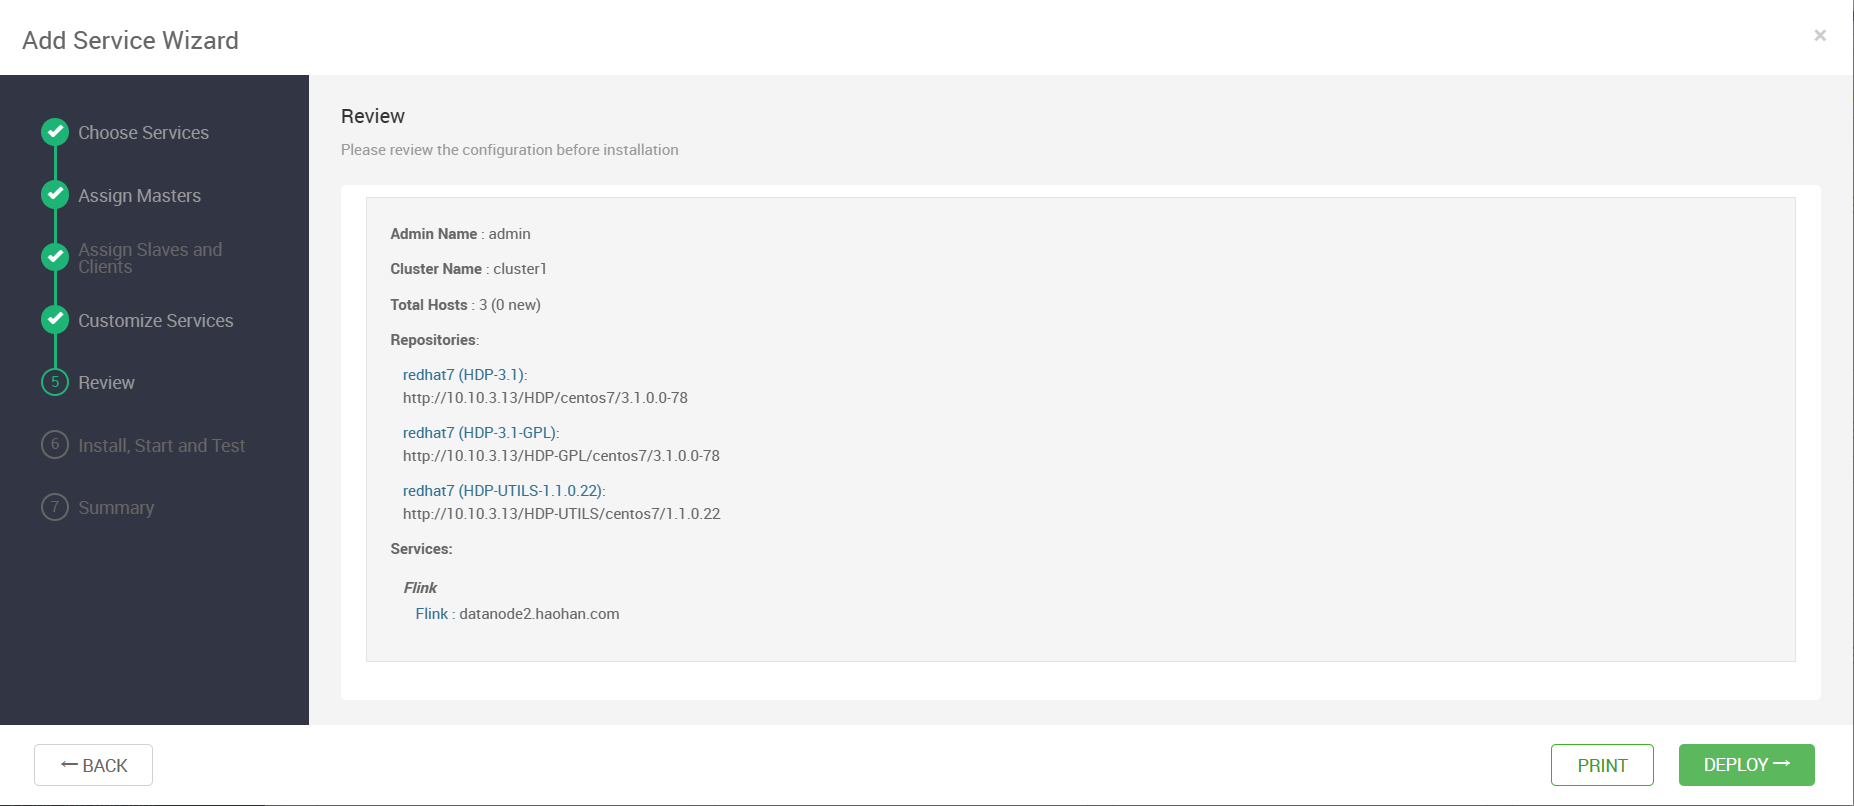 Add Service Wizard
×
Choose Services
Assign Masters
Assign Slaves and
Clients
Customize Services
5 Review
6 Install, Start and Test
7 Summary
Review
Please review the configuration before installation
Admin Name : admin
Cluster Name : cluster1
Total Hosts : 3 (0 new)
Repositories:
redhat7 (HDP-3.1):
http://10.10.3.13/HDP/centos7/3.1.0.0-78
redhat7 (HDP-3.1-GPL):
http://10.10.3.13/HDP-GPL/centos7/3.1.0.0-78
redhat7 (HDP-UTILS-1.1.0.22):
http://10.10.3.13/HDP-UTILS/centos7/1.1.0.22
Services:
Flink
Flink : datanode2.haohan.com
← BACK
PRINT
DEPLOY →